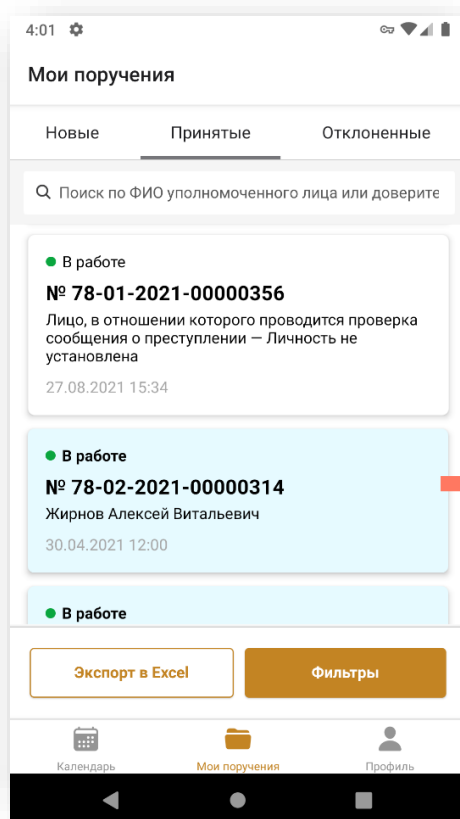 4:01
Мои поручения
Новые Принятые Отклоненные
Поиск по ФИО уполномоченного лица или доверите
В работе
№ 78-01-2021-00000356
Лицо, в отношении которого проводится проверка
сообщения о преступлении — Личность не
установлена
27.08.2021 15:34
В работе
№ 78-02-2021-00000314
Жирнов Алексей Витальевич
30.04.2021 12:00
В работе
Экспорт в Excel Фильтры
Календарь Мои поручения Профиль